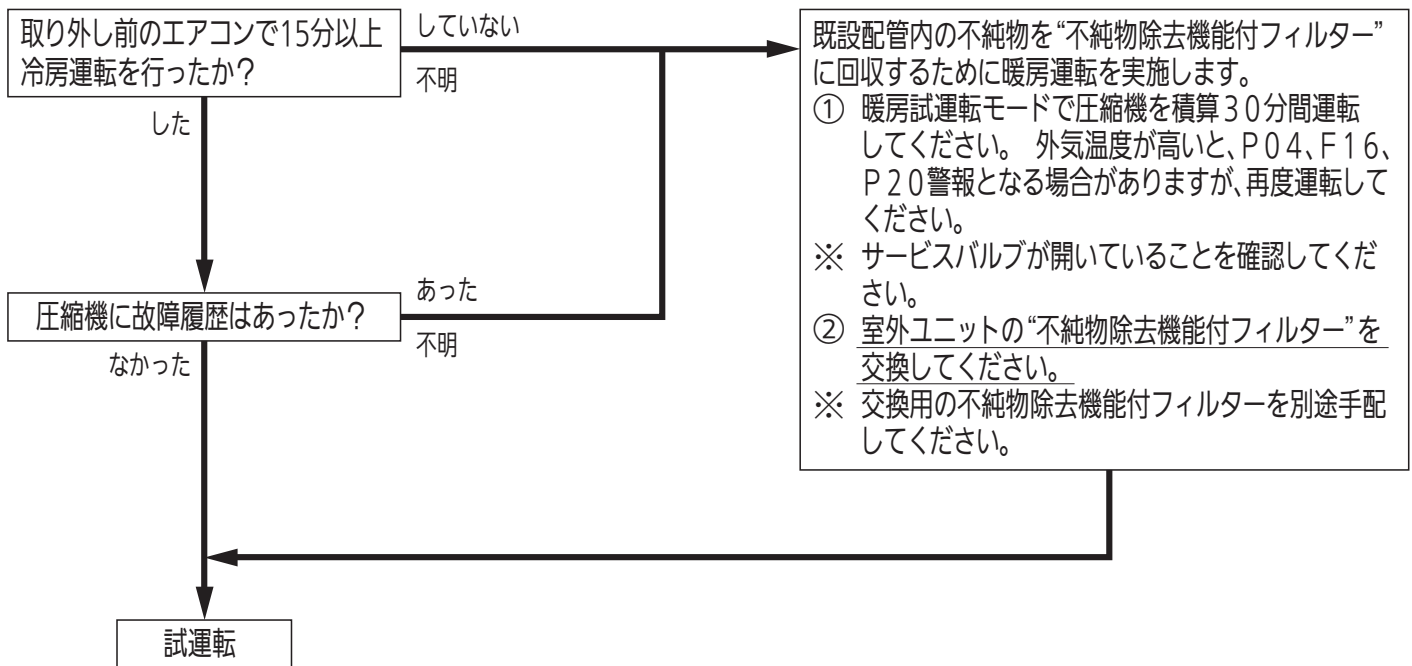 取り外し前のエアコンで15分以上
冷房運転を行ったか？
していない
不明
した
圧縮機に故障履歴はあったか？
あった
不明
なかった
既設配管内の不純物を“不純物除去機能付フィルター”
に回収するために暖房運転を実施します。
① 暖房試運転モードで圧縮機を積算３０分間運転
してください。 外気温度が高いと、Ｐ０４、Ｆ１６、
Ｐ２０警報となる場合がありますが、再度運転して
ください。
※ サービスバルブが開いていることを確認してくだ
さい。
② 室外ユニットの“不純物除去機能付フィルター”を
交換してください。
※ 交換用の不純物除去機能付フィルターを別途手配
してください。
試運転